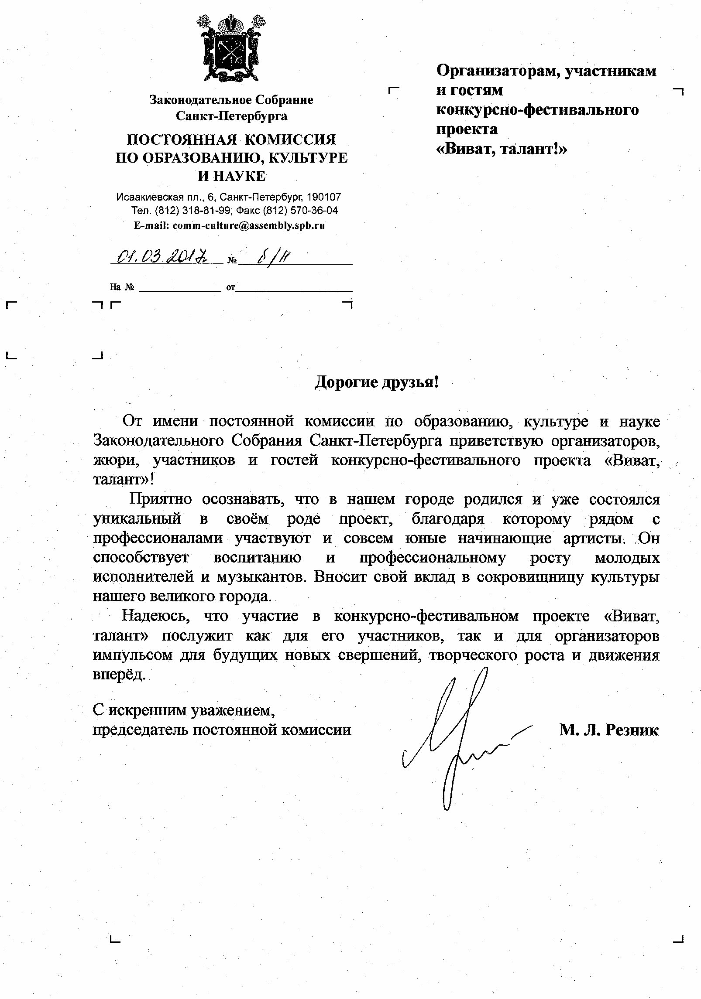 Законодательное Собрание
Санкт-Петербурга
ПОСТОЯННАЯ КОМИССИЯ
ПО ОБРАЗОВАНИЮ, КУЛЬТУРЕ
И НАУКЕ
Исаакиевская пл., 6, Санкт-Петербург, 190107
Тел. (812) 318-81-99; Факс (812) 570-36-04
E-mail: comm-culture@assembly.spb.ru
01.03.2017г № б/н
На № от
Организаторам, участникам
и гостям
конкурсно-фестивального
проекта
«Виват, талант!»
Дорогие друзья!
От имени постоянной комиссии по образованию, культуре и науке
Законодательного Собрания Санкт-Петербурга приветствую организаторов,
жюри, участников и гостей конкурсно-фестивального проекта «Виват,
талант»!
Приятно осознавать, что в нашем городе родился и уже состоялся
уникальный в своём роде проект, благодаря которому рядом с
профессионалами участвуют и совсем юные начинающие артисты. Он
способствует воспитанию и профессиональному росту молодых
исполнителей и музыкантов. Вносит свой вклад в сокровищницу культуры
нашего великого города.
Надеюсь, что участие в конкурсно-фестивальном проекте «Виват,
талант» послужит как для его участников, так и для организаторов
импульсом для будущих новых свершений, творческого роста и движения
вперёд.
С искренним уважением,
председатель постоянной комиссии М. Л. Резник